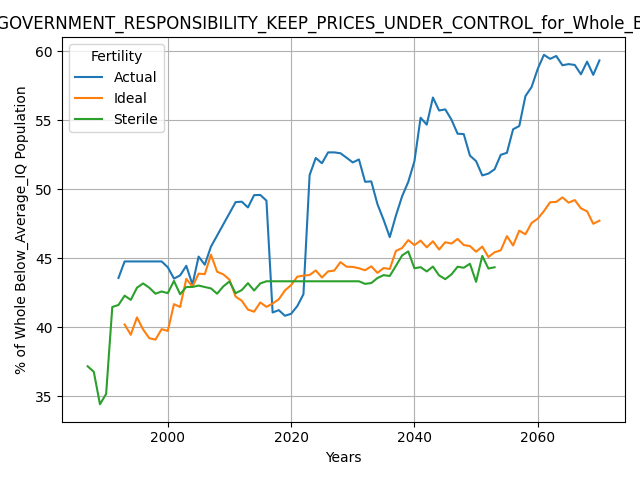 GOVERNMENT_RESPONSIBILITY_KEEP_PRICES_UNDER_CONTROL_for_Whole_B
Fertility
Actual
Ideal
Sterile
60
55
50
45
40
35
% of Whole Below_Average_IQ Population
2000
2020
2040
2060
Years